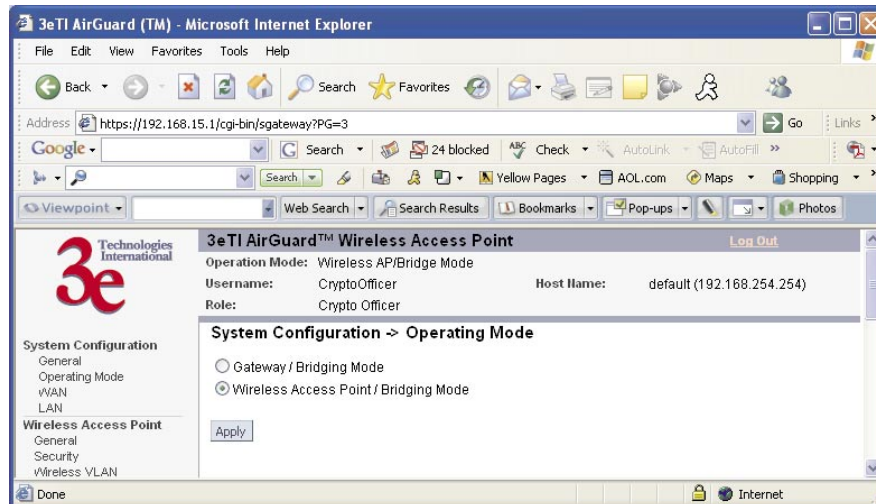 3eTI AirGuard (TM) - Microsoft Internet Explorer
File Edit View Favorites Tools Help
Back Search Favorites
Address https://192.168.15.1/cgi-bin/sgateway?PG=3 Go Links »
Google Search 24 blocked ABC Check AutoLink AutoFill »
Search Yellow Pages AOL.com Maps Shopping »
Viewpoint Web Search Search Results Bookmarks Pop-ups Photos
3e Technologies International
3eTI AirGuard™ Wireless Access Point Log Out
Operation Mode: Wireless AP/Bridge Mode
Username: CryptoOfficer Host Name: default (192.168.254.254)
Role: Crypto Officer
System Configuration
General
Operating Mode
WAN
LAN
Wireless Access Point
General
Security
Wireless VLAN
System Configuration -> Operating Mode
Gateway / Bridging Mode
Wireless Access Point / Bridging Mode
Apply
Done Internet